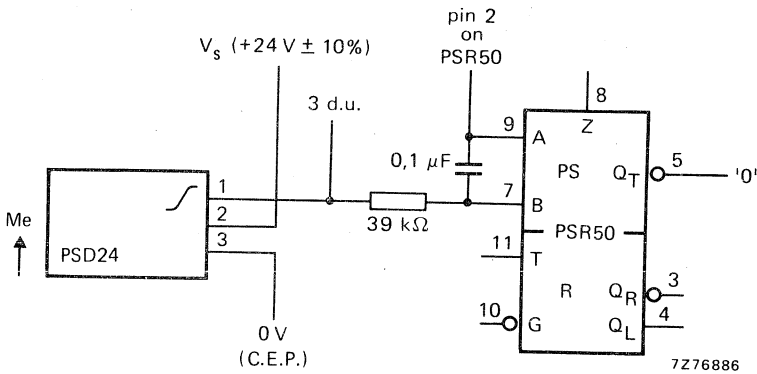 pin 2
on
PSR50
Vs (+24 V ± 10%)
3 d.u.
8
Z
9
A
0,1 µF
PS
QT
5
'0'
1
7
B
39 kΩ
2
PSR50
Me
3
PSD24
11
T
R
QR
3
10
G
QL
4
0 V
(C.E.P.)
7Z76886